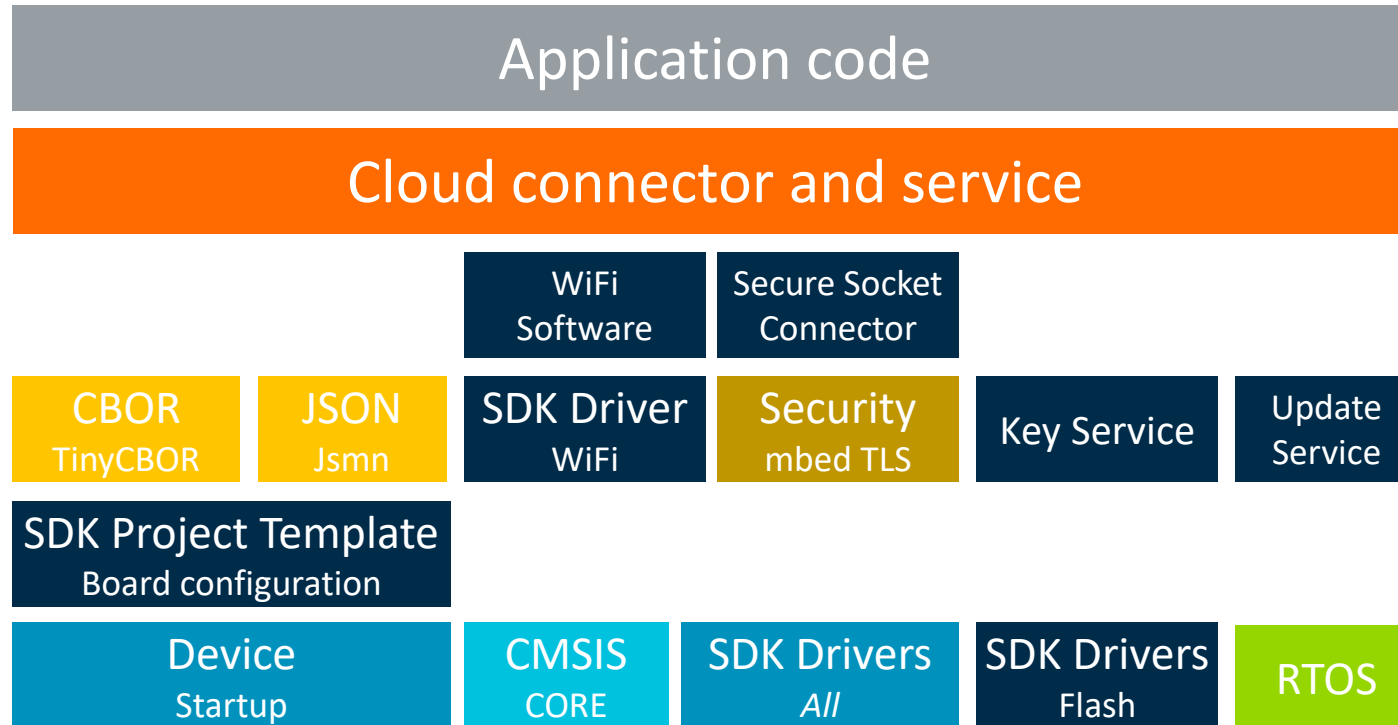 Application code
Cloud connector and service
WiFi
Software
Secure Socket
Connector
CBOR
TinyCBOR
JSON
Jsmn
SDK Driver
WiFi
Security
mbed TLS
Key Service
Update
Service
SDK Project Template
Board configuration
Device
Startup
CMSIS
CORE
SDK Drivers
All
SDK Drivers
Flash
RTOS